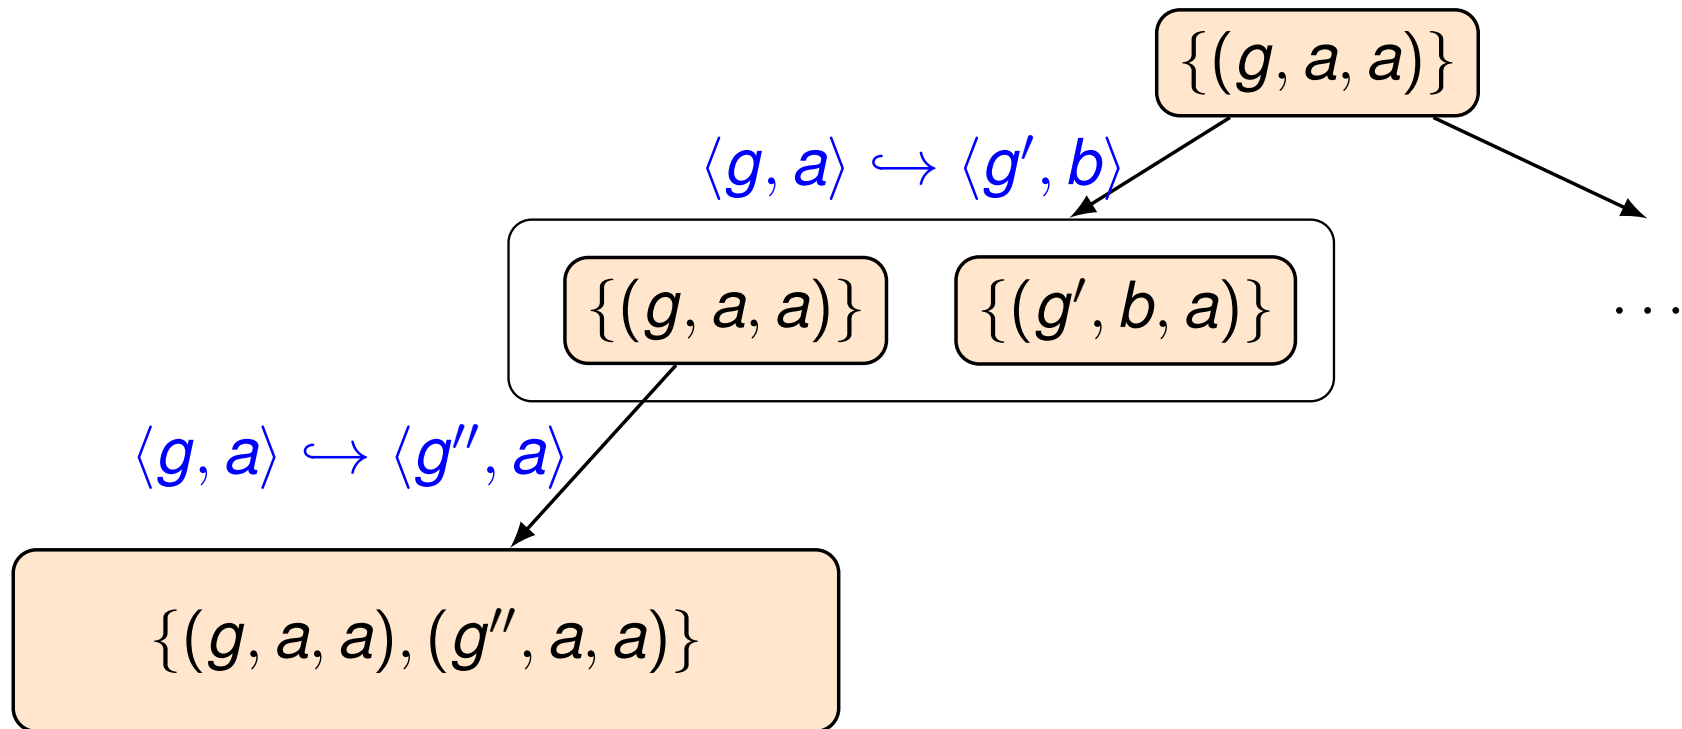 {(g, a, a)}
⟨g, a⟩ ↪ ⟨g′, b⟩
{(g, a, a)} {(g′, b, a)}
...
⟨g, a⟩ ↪ ⟨g′′, a⟩
{(g, a, a), (g′′, a, a)}